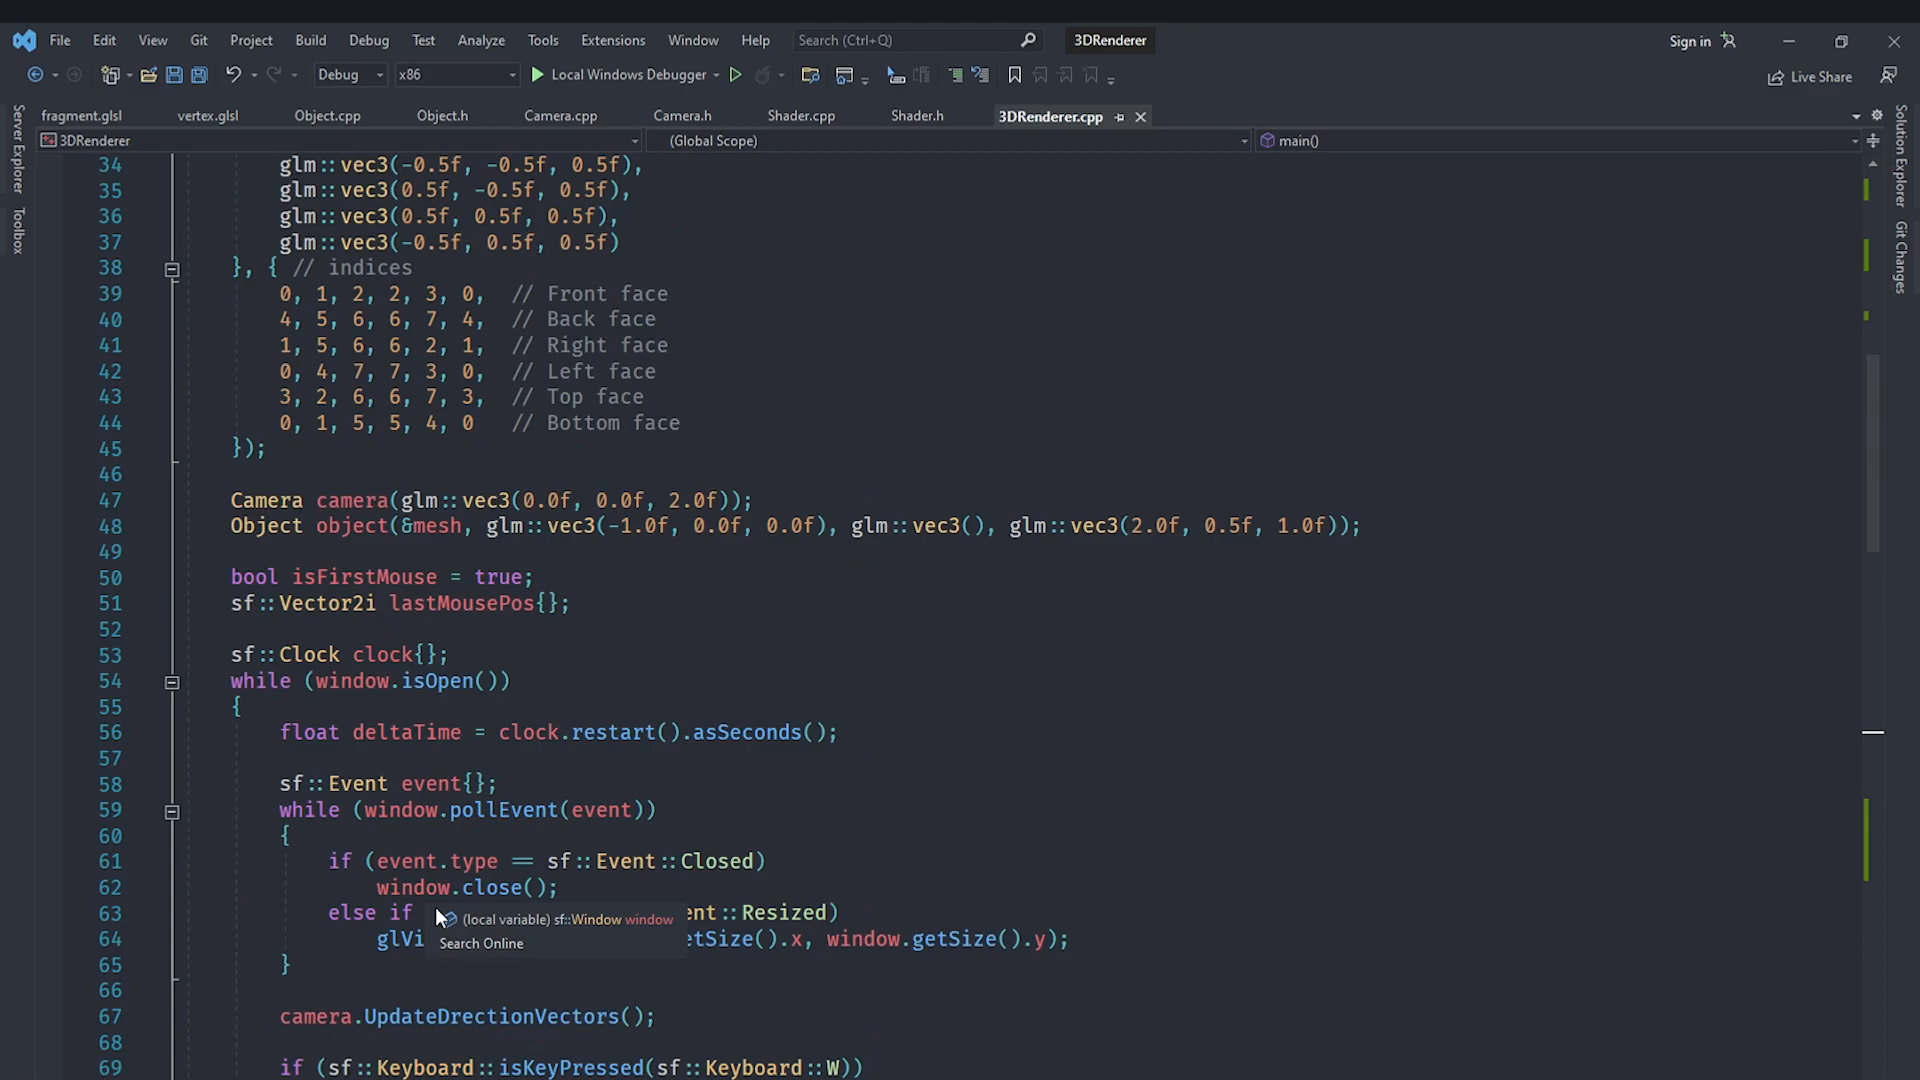 File Edit View Git Project Build Debug Test Analyze Tools Extensions Window Help Search (Ctrl+Q) 3DRenderer Sign in
Debug x86 Local Windows Debugger Live Share
fragment.glsl vertex.glsl Object.cpp Object.h Camera.cpp Camera.h Shader.cpp Shader.h 3DRenderer.cpp
3DRenderer (Global Scope) main()
Server Explorer
Toolbox
Solution Explorer
Git Changes
34 glm::vec3(-0.5f, -0.5f, 0.5f),
35 glm::vec3(0.5f, -0.5f, 0.5f),
36 glm::vec3(0.5f, 0.5f, 0.5f),
37 glm::vec3(-0.5f, 0.5f, 0.5f)
38 }, { // indices
39 0, 1, 2, 2, 3, 0, // Front face
40 4, 5, 6, 6, 7, 4, // Back face
41 1, 5, 6, 6, 2, 1, // Right face
42 0, 4, 7, 7, 3, 0, // Left face
43 3, 2, 6, 6, 7, 3, // Top face
44 0, 1, 5, 5, 4, 0 // Bottom face
45 });
46
47 Camera camera(glm::vec3(0.0f, 0.0f, 2.0f));
48 Object object(&mesh, glm::vec3(-1.0f, 0.0f, 0.0f), glm::vec3(), glm::vec3(2.0f, 0.5f, 1.0f));
49
50 bool isFirstMouse = true;
51 sf::Vector2i lastMousePos{};
52
53 sf::Clock clock{};
54 while (window.isOpen())
55 {
56 float deltaTime = clock.restart().asSeconds();
57
58 sf::Event event{};
59 while (window.pollEvent(event))
60 {
61 if (event.type == sf::Event::Closed)
62 window.close();
63 else if ent::Resized)
(local variable) sf::Window window
64 glVi etSize().x, window.getSize().y);
Search Online
65 }
66
67 camera.UpdateDrectionVectors();
68
69 if (sf::Keyboard::isKeyPressed(sf::Keyboard::W))